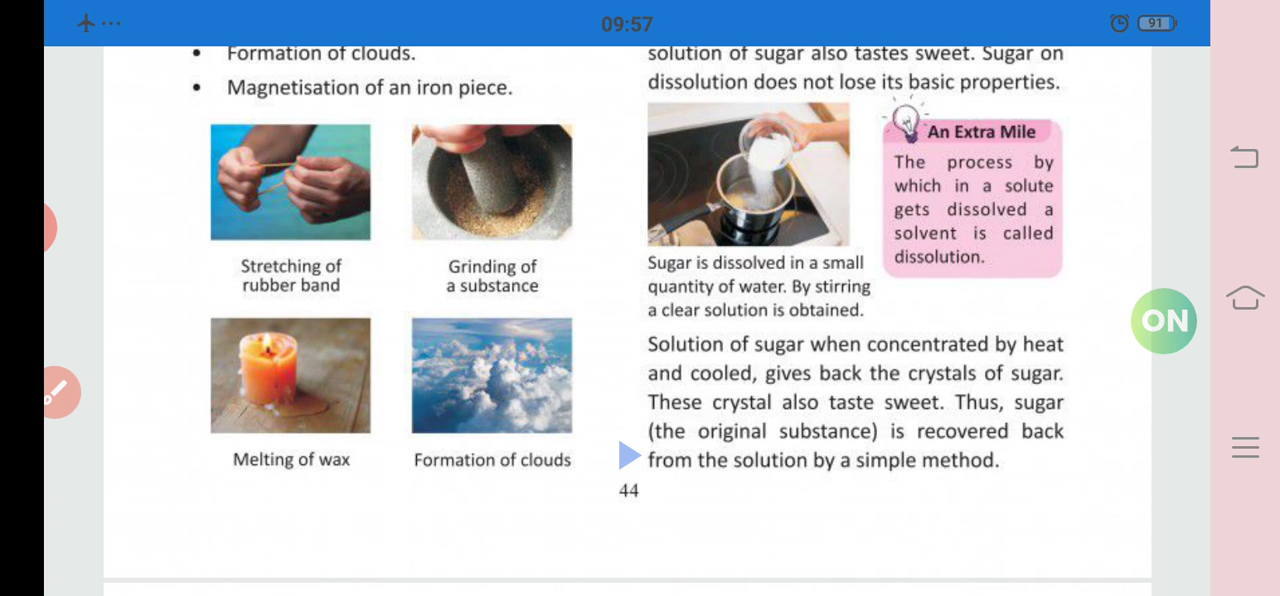 09:57
91
• Formation of clouds.
• Magnetisation of an iron piece.
Stretching of
rubber band
Grinding of
a substance
Melting of wax
Formation of clouds
solution of sugar also tastes sweet. Sugar on
dissolution does not lose its basic properties.
An Extra Mile
The process by
which in a solute
gets dissolved a
solvent is called
dissolution.
Sugar is dissolved in a small
quantity of water. By stirring
a clear solution is obtained.
Solution of sugar when concentrated by heat
and cooled, gives back the crystals of sugar.
These crystal also taste sweet. Thus, sugar
(the original substance) is recovered back
from the solution by a simple method.
44
ON